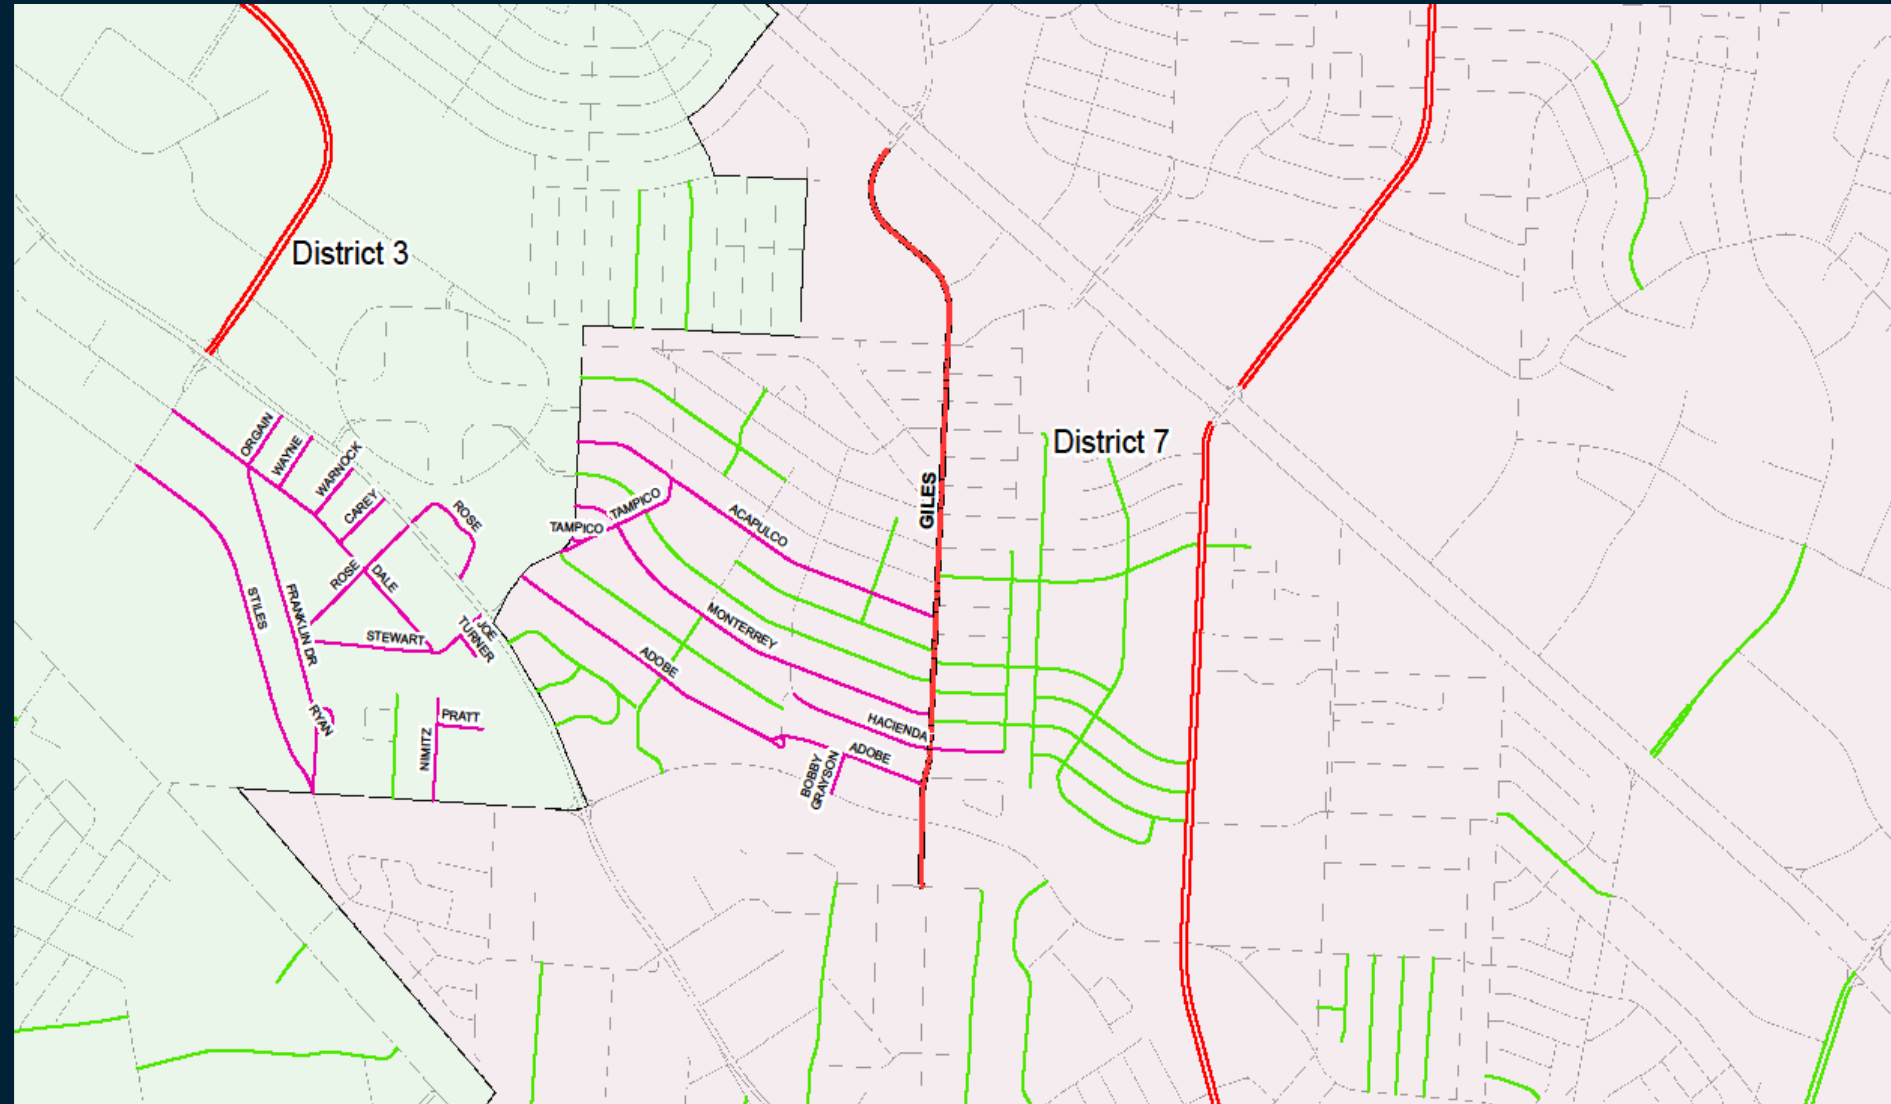 District 3
District 7
ORGAIN
WAYNE
WARNOCK
CAREY
ROSE
ROSE
DALE
STILES
FRANKLIN DR
STEWART
JOE
TURNER
RYAN
PRATT
NIMITZ
TAMPICO
TAMPICO
ACAPULCO
GILES
MONTERREY
ADOBE
HACIENDA
ADOBE
BOBBY
GRAYSON